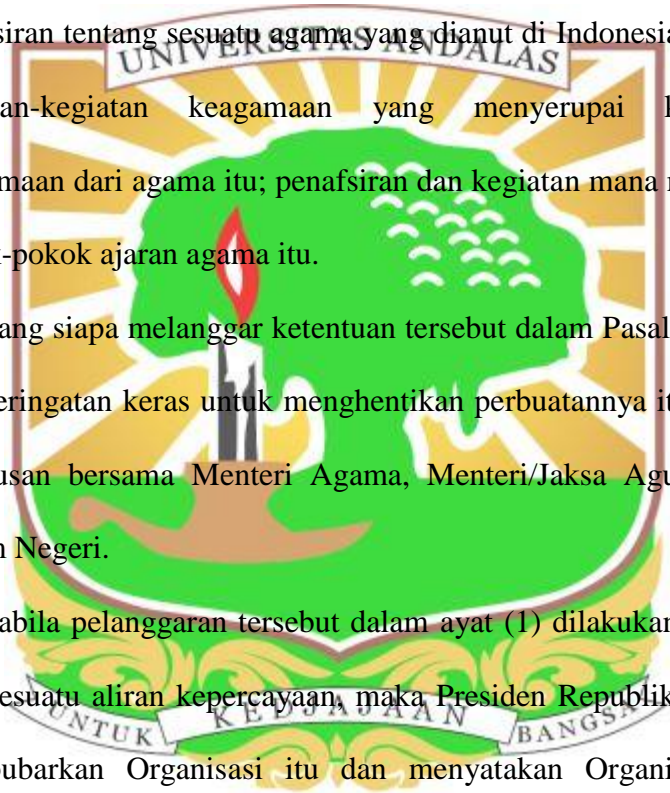 siran tentang sesuatu agama yang dianut di Indonesia
UNIVERSITAS ANDALAS
an-kegiatan keagamaan yang menyerupai
maan dari agama itu; penafsiran dan kegiatan mana
-pokok ajaran agama itu.
ang siapa melanggar ketentuan tersebut dalam Pasal
eringatan keras untuk menghentikan perbuatannya
usan bersama Menteri Agama, Menteri/Jaksa
Negeri.
abila pelanggaran tersebut dalam ayat (1) dilakukan
esuatu aliran kepercayaan, maka Presiden Republik
UNTUK KEDJAJAAN BANGSA
ubarkan Organisasi itu dan menyatakan